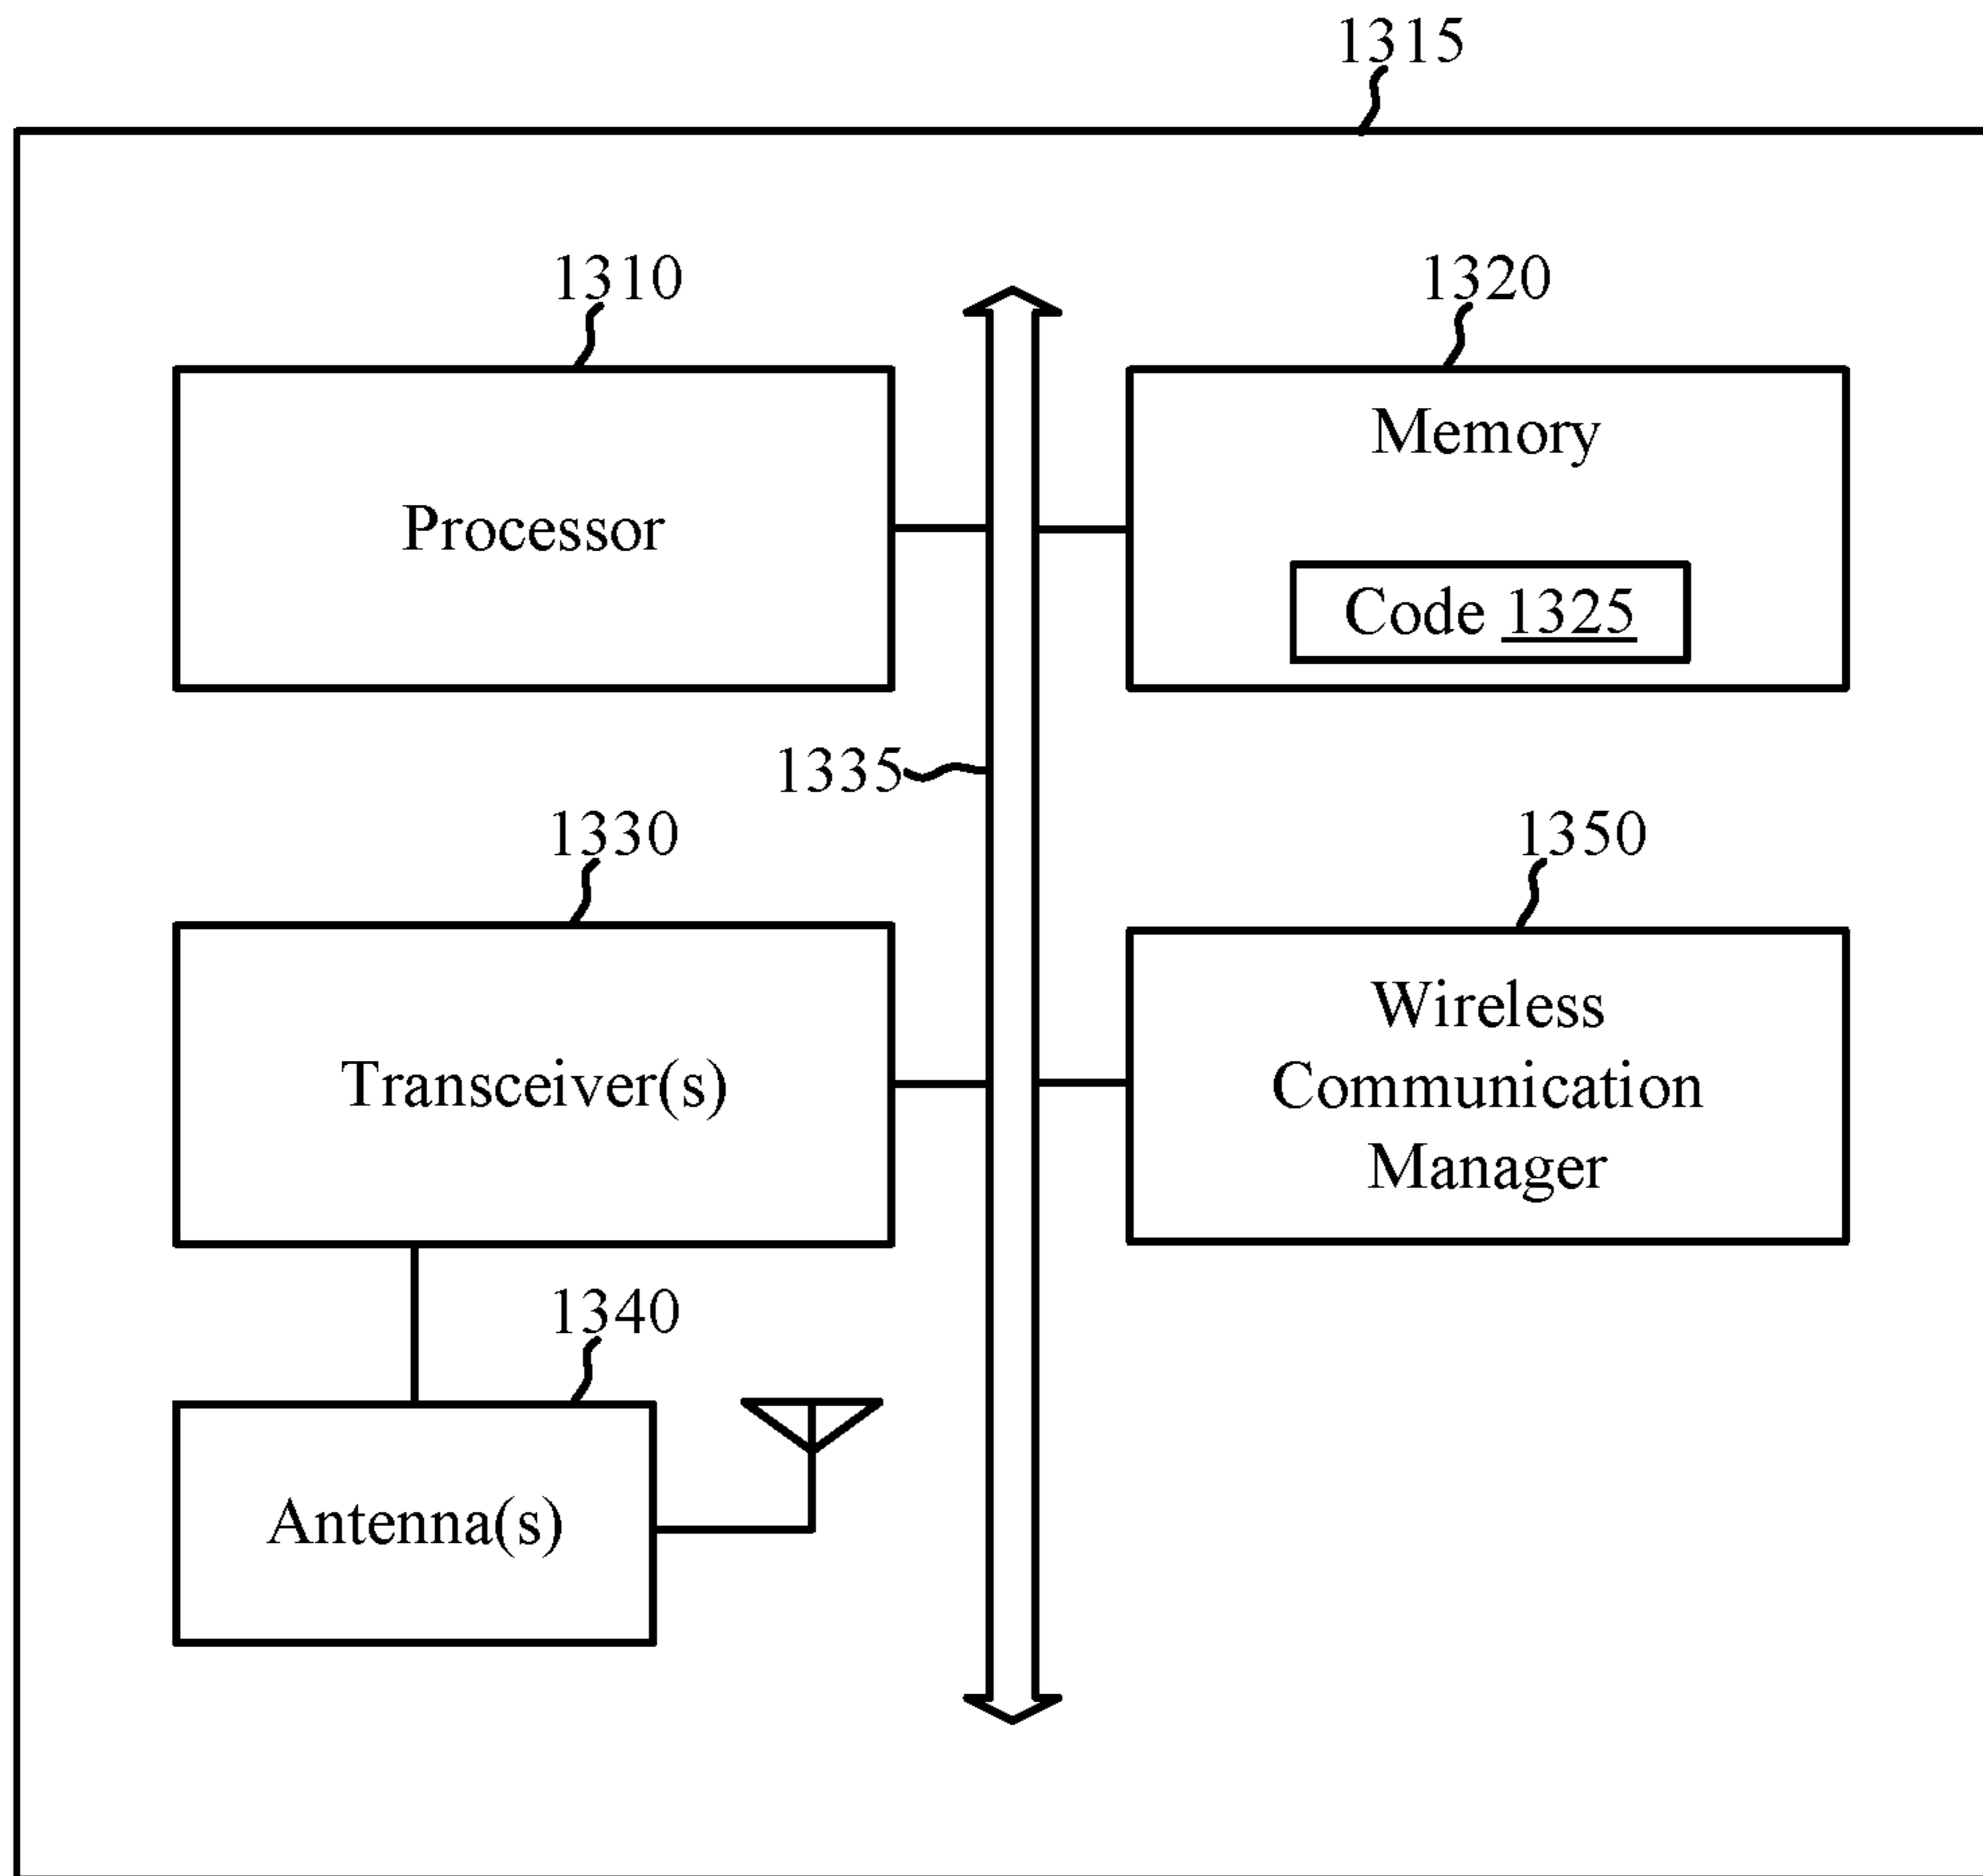 1315
1310
1320
Processor
Memory
Code 1325
1335
1330
1350
Transceiver(s)
Wireless
Communication
Manager
1340
Antenna(s)